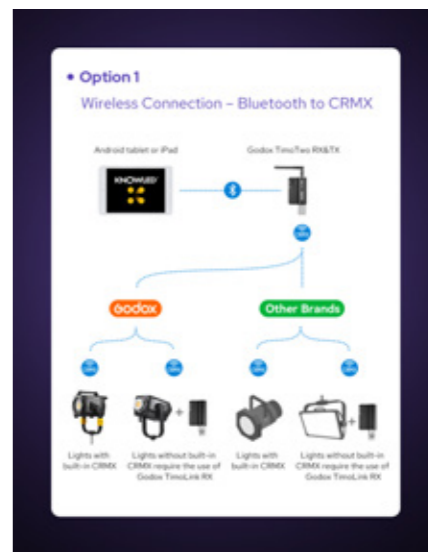 • Option 1
Wireless Connection – Bluetooth to CRMX
Android tablet or iPad
Godox TimoTwo RX&TX
KNOWLED
Godox
Other Brands
Lights with
built-in CRMX
Lights without built-in
CRMX require the use of
Godox TimoLink RX
Lights with
built-in CRMX
Lights without built-in
CRMX require the use of
Godox TimoLink RX